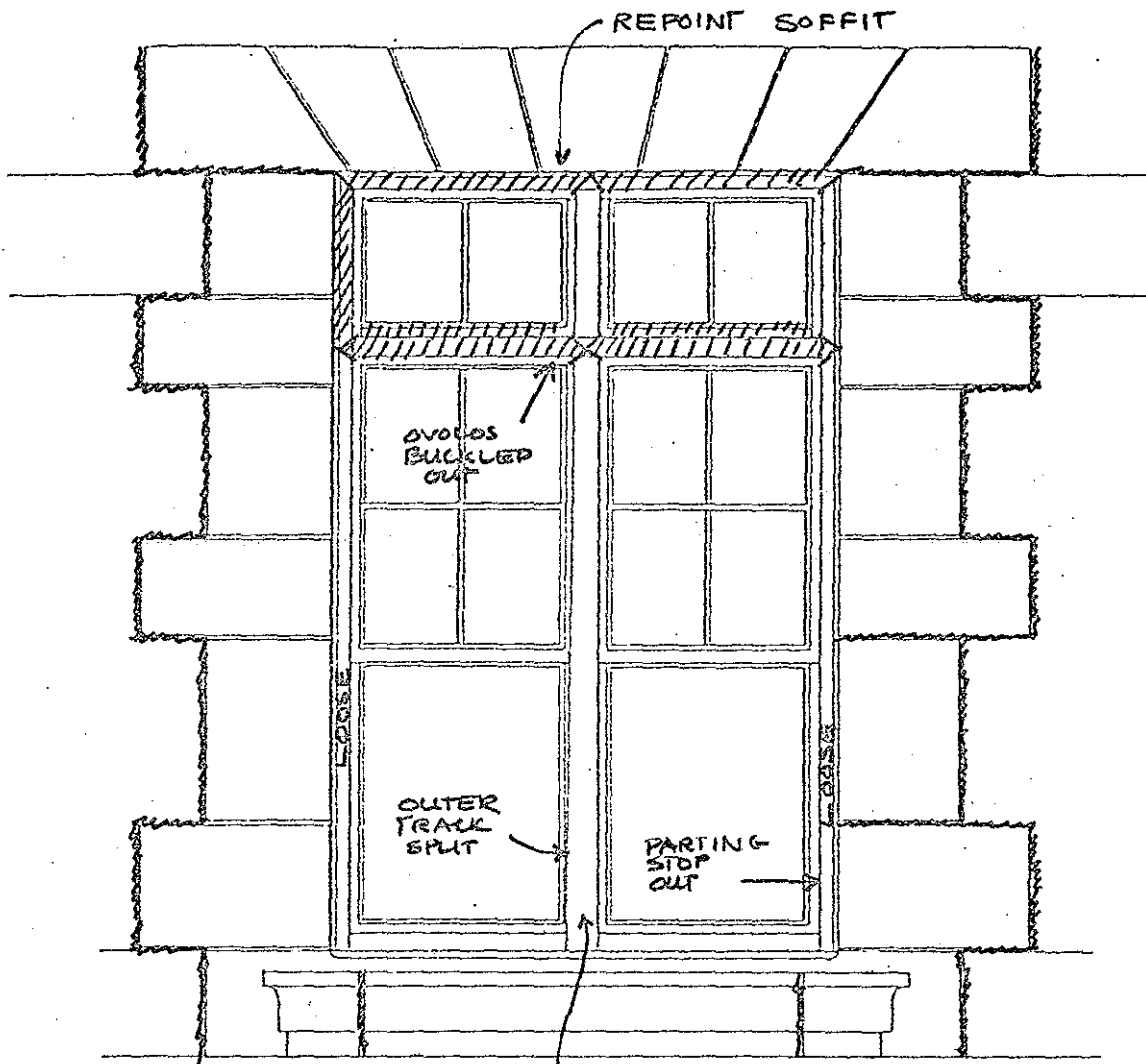 REPOINT SOFFIT
OVOLOS
BUCKLED
OUT
LOOSE
LOOSE
OUTER
TRACK
SPLIT
PARTING
STOP
OUT